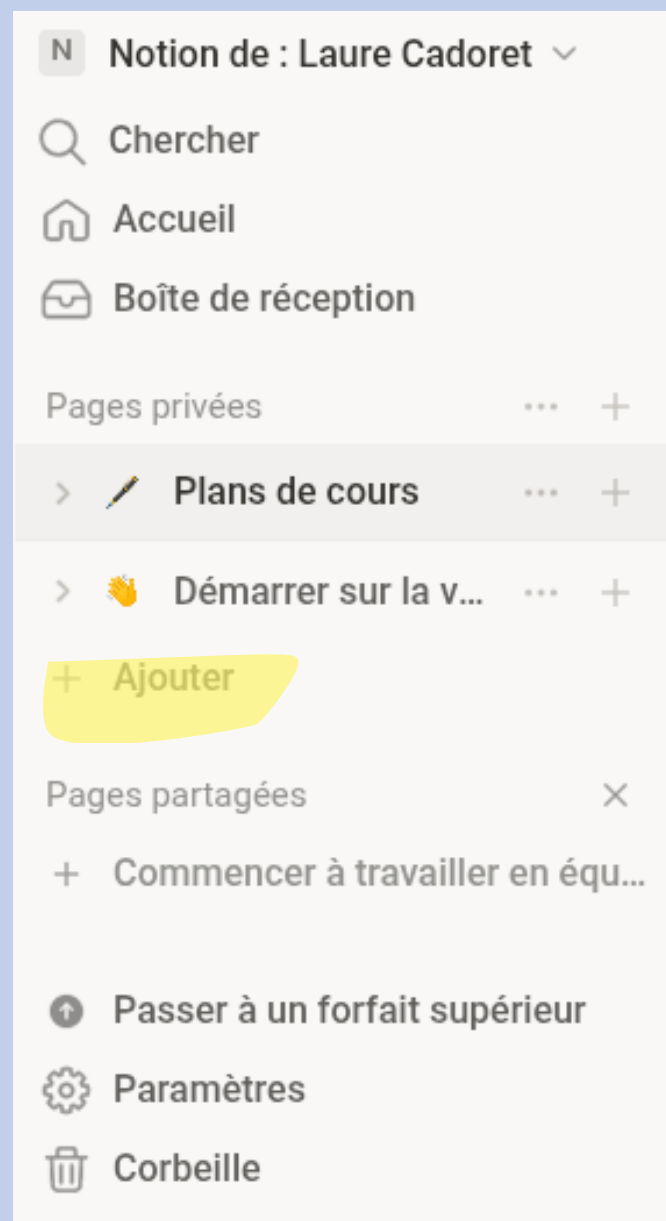 N Notion de : Laure Cadoret
Chercher
Accueil
Boîte de réception
Pages privées
Plans de cours
Démarrer sur la v...
+ Ajouter
Pages partagées
+ Commencer à travailler en équ...
Passer à un forfait supérieur
Paramètres
Corbeille